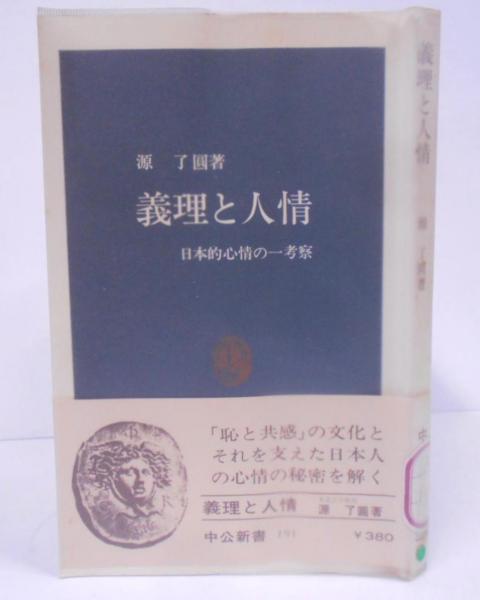 源 了圓著
義理と人情
日本的心情の一考察
「恥と共感」の文化と
それを支えた日本人
の心情の秘密を解く
義理と人情 源 了圓著
中公新書 191 ￥380
義理と人情
源 了圓著
中